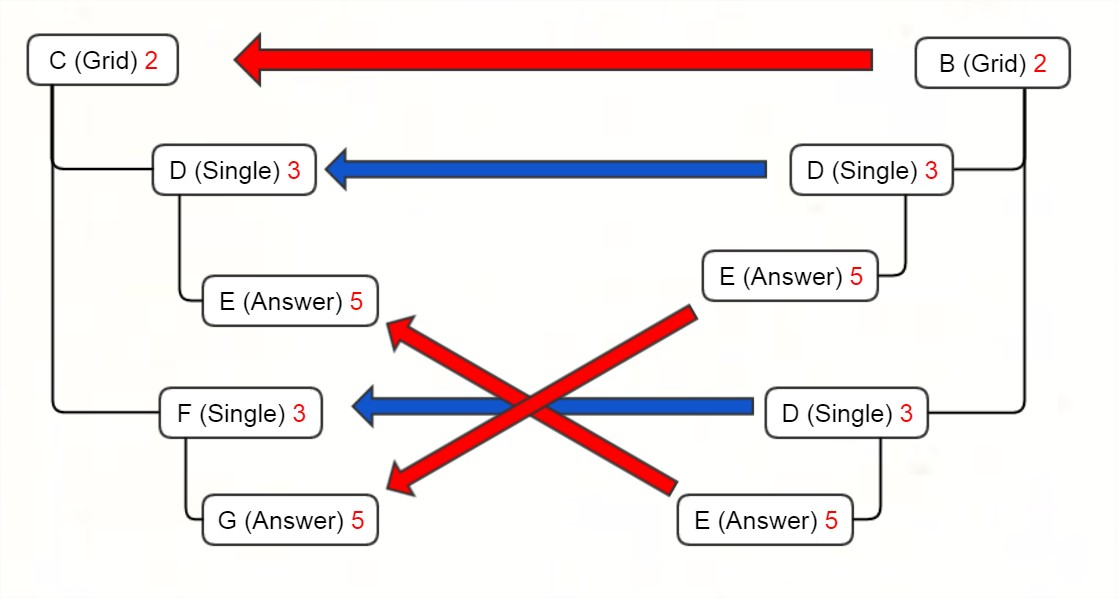 C (Grid) 2
B (Grid) 2
D (Single) 3
D (Single) 3
E (Answer) 5
E (Answer) 5
F (Single) 3
D (Single) 3
G (Answer) 5
E (Answer) 5